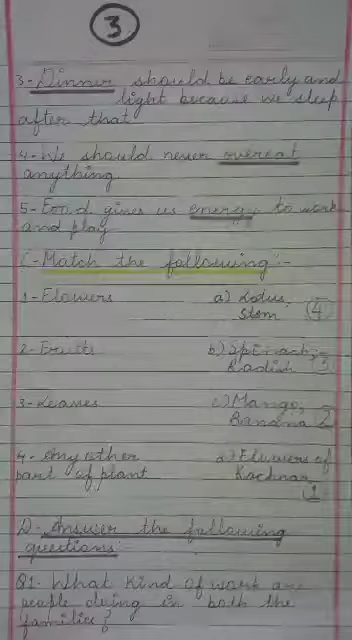 3
3- Dinner should be early and
light because we sleep
after that
4- We should never overeat
anything
5- Food gives us energy to work
and play
C- Match the following:-
1- Flowers a) Lotus,
Stem 4
2- Fruits b) Spinach,
Radish 3
3- Leaves c) Mango,
Banana 2
4- Any other d) Flowers of
part of plant Kachnar
1
D- Answer the following
questions
Q1. What kind of work are
people doing in both the
families?